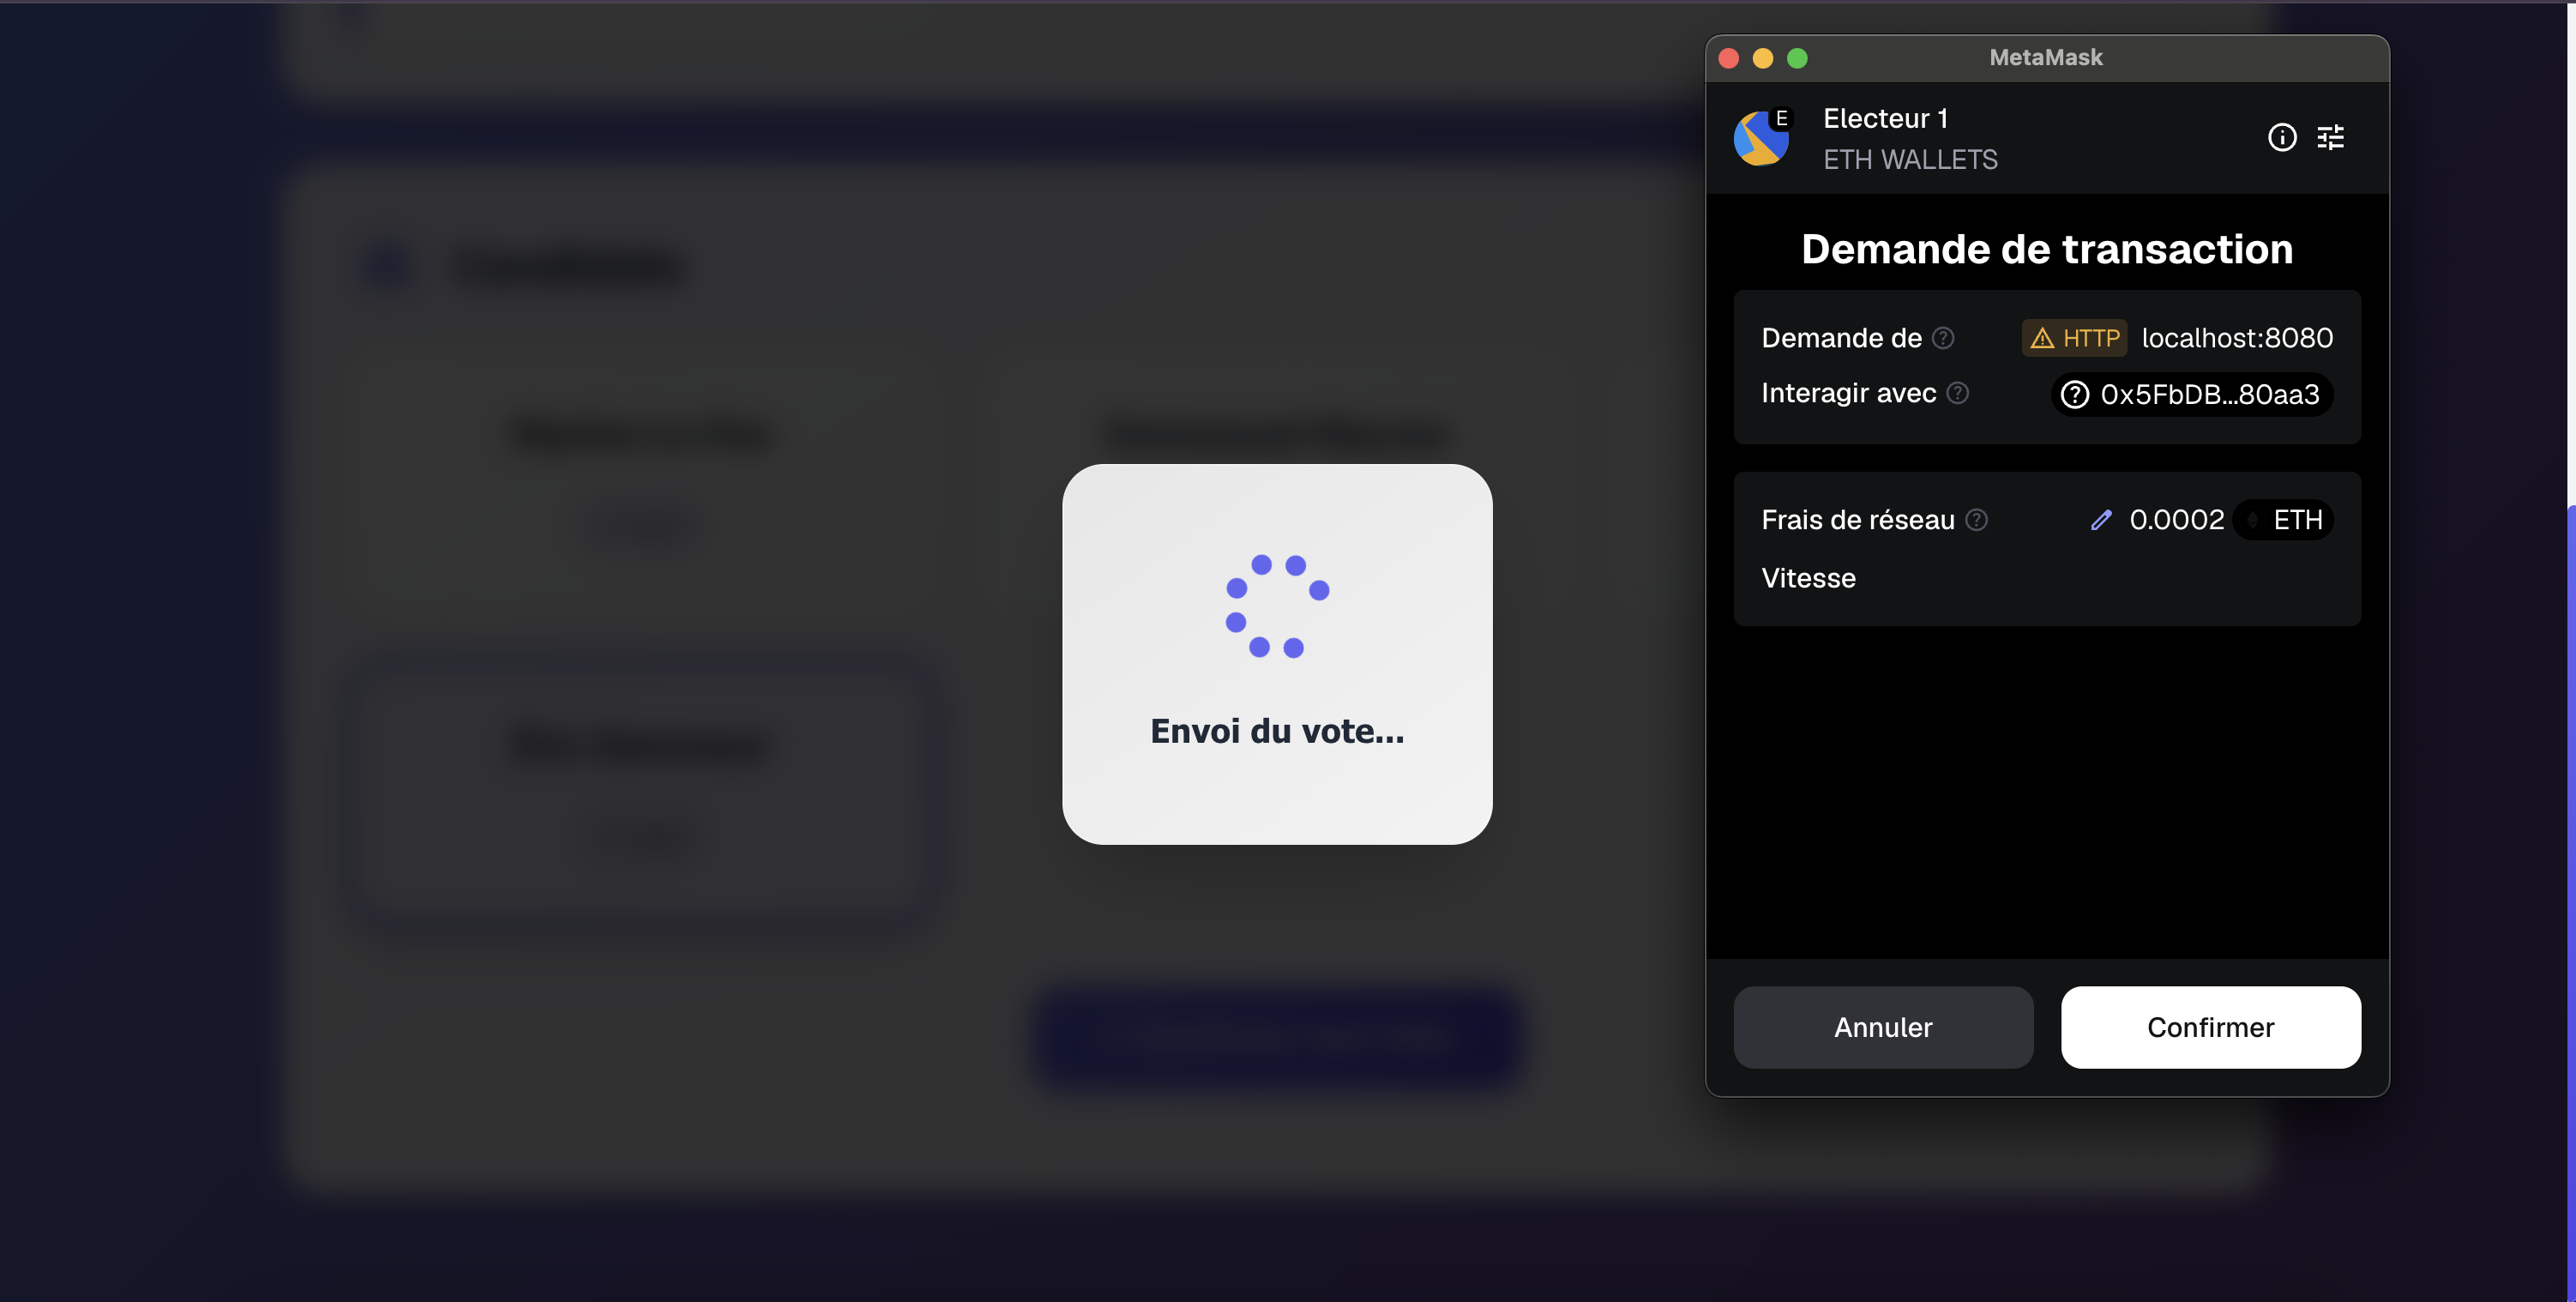 MetaMask
E
Electeur 1
ETH WALLETS
Demande de transaction
Demande de HTTP localhost:8080
Interagir avec 0x5FbDB...80aa3
Frais de réseau 0.0002 ETH
Vitesse
Annuler Confirmer
Envoi du vote...